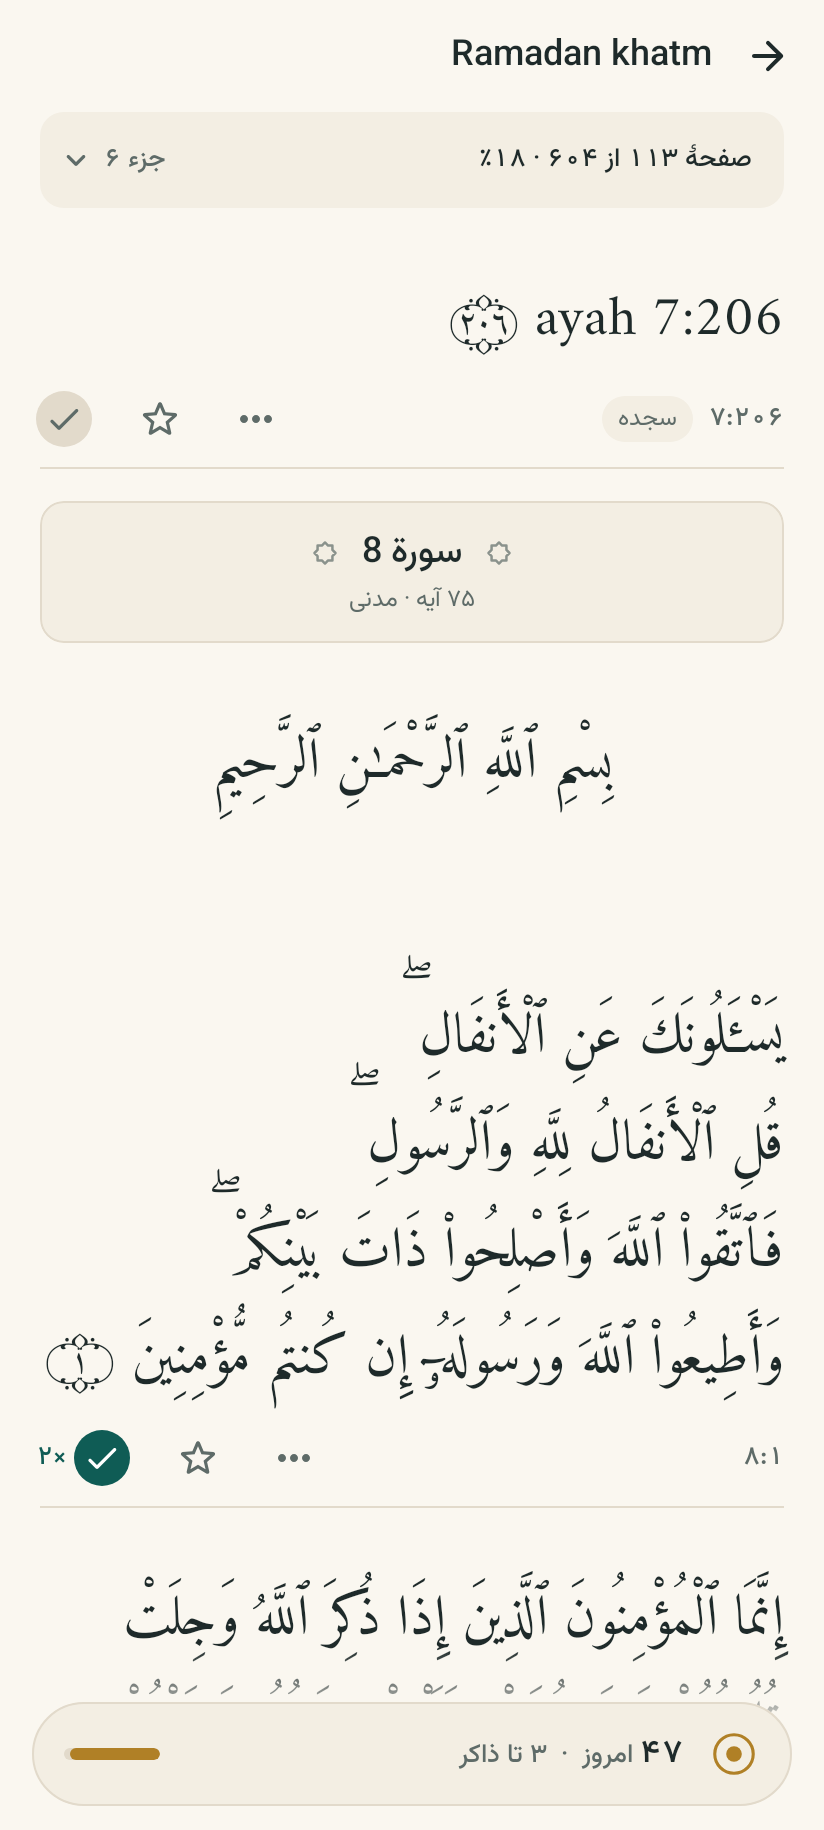 Ramadan khatm
صفحهٔ ۱۱۳ از ۶۰۴ · ۱۸٪
جزء ۶
ayah 7:206 ٢٠٦
۷:۲۰۶ سجده
سورة 8
۷۵ آیه · مدنی
بِسْمِ ٱللَّهِ ٱلرَّحْمَـٰنِ ٱلرَّحِيمِ
يَسْـَٔلُونَكَ عَنِ ٱلْأَنفَالِ ۖ
قُلِ ٱلْأَنفَالُ لِلَّهِ وَٱلرَّسُولِ ۖ
فَٱتَّقُوا۟ ٱللَّهَ وَأَصْلِحُوا۟ ذَاتَ بَيْنِكُمْ ۖ
وَأَطِيعُوا۟ ٱللَّهَ وَرَسُولَهُۥٓ إِن كُنتُم مُّؤْمِنِينَ ١
۸:۱
۲×
إِنَّمَا ٱلْمُؤْمِنُونَ ٱلَّذِينَ إِذَا ذُكِرَ ٱللَّهُ وَجِلَتْ
۴۷ امروز · ۳ تا ذاکر